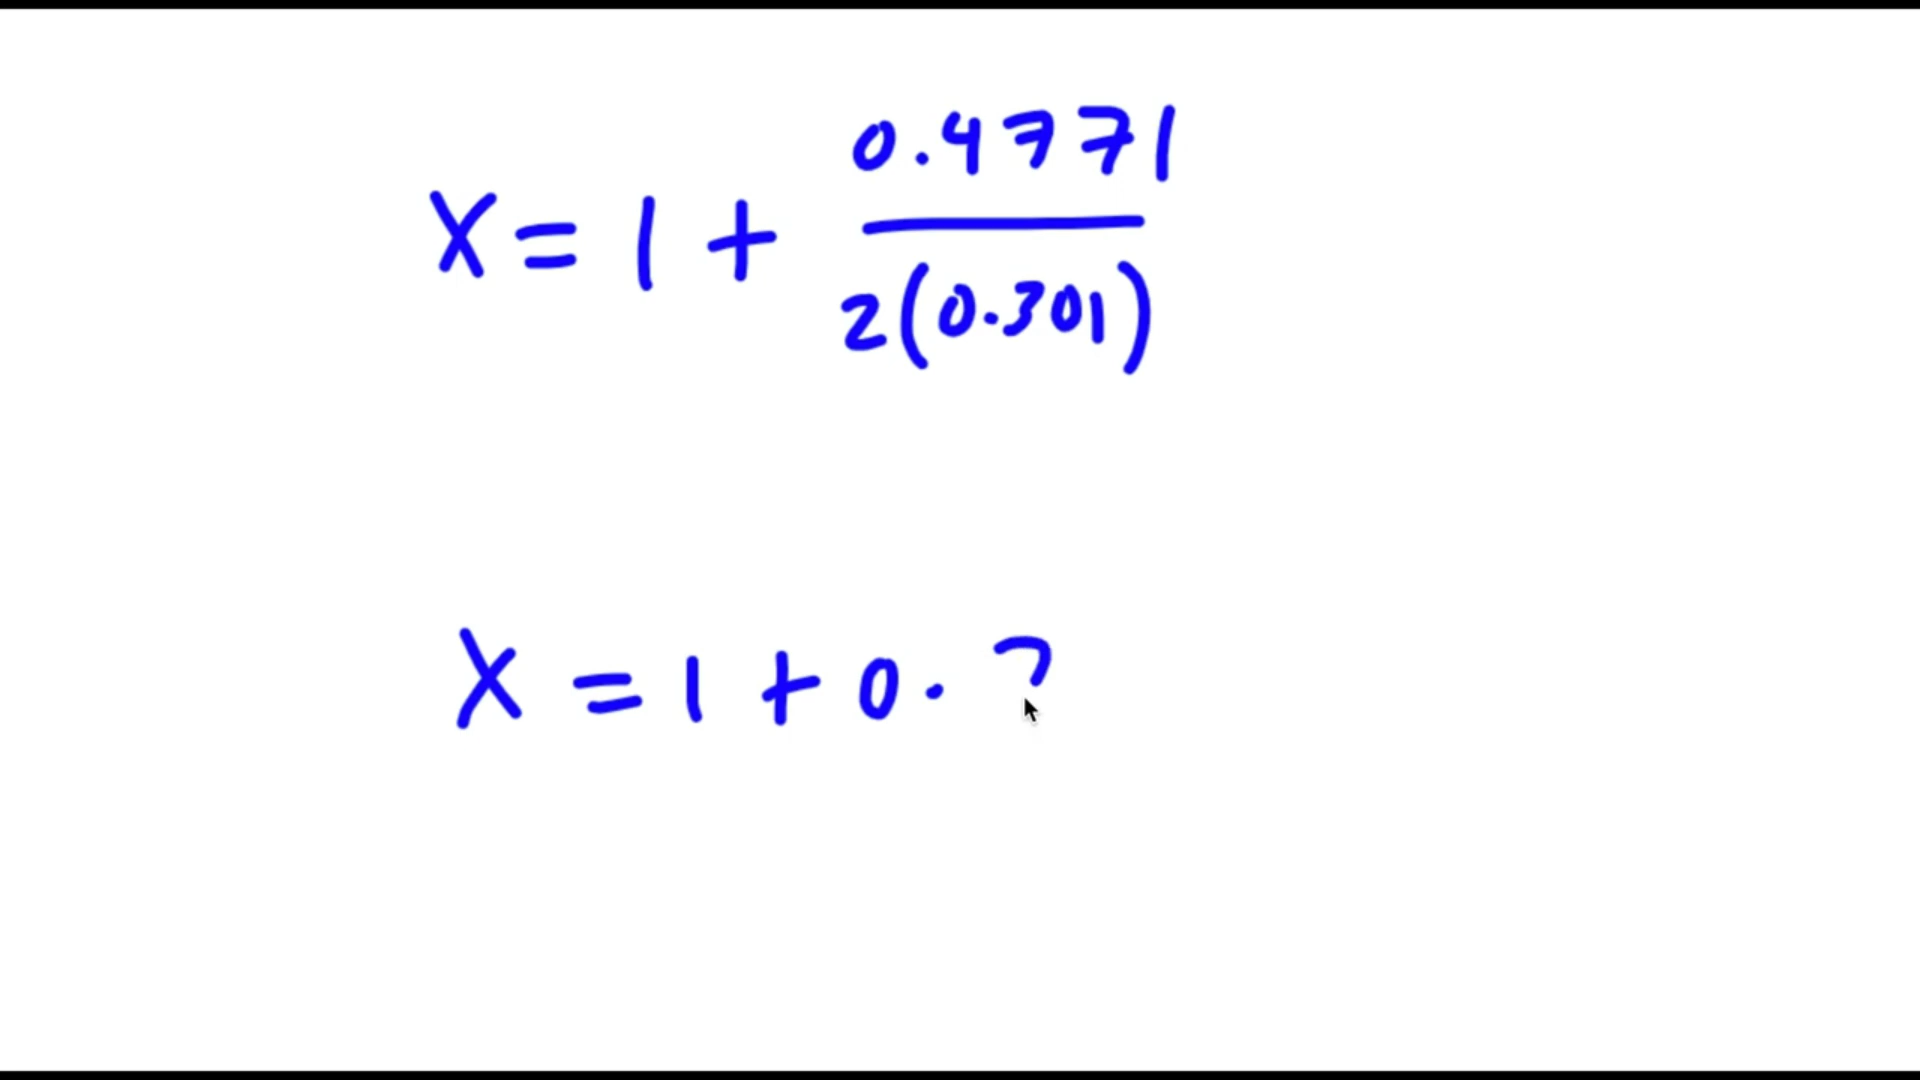 X = 1 + 0.4771 / 2(0.301)
X = 1 + 0.7